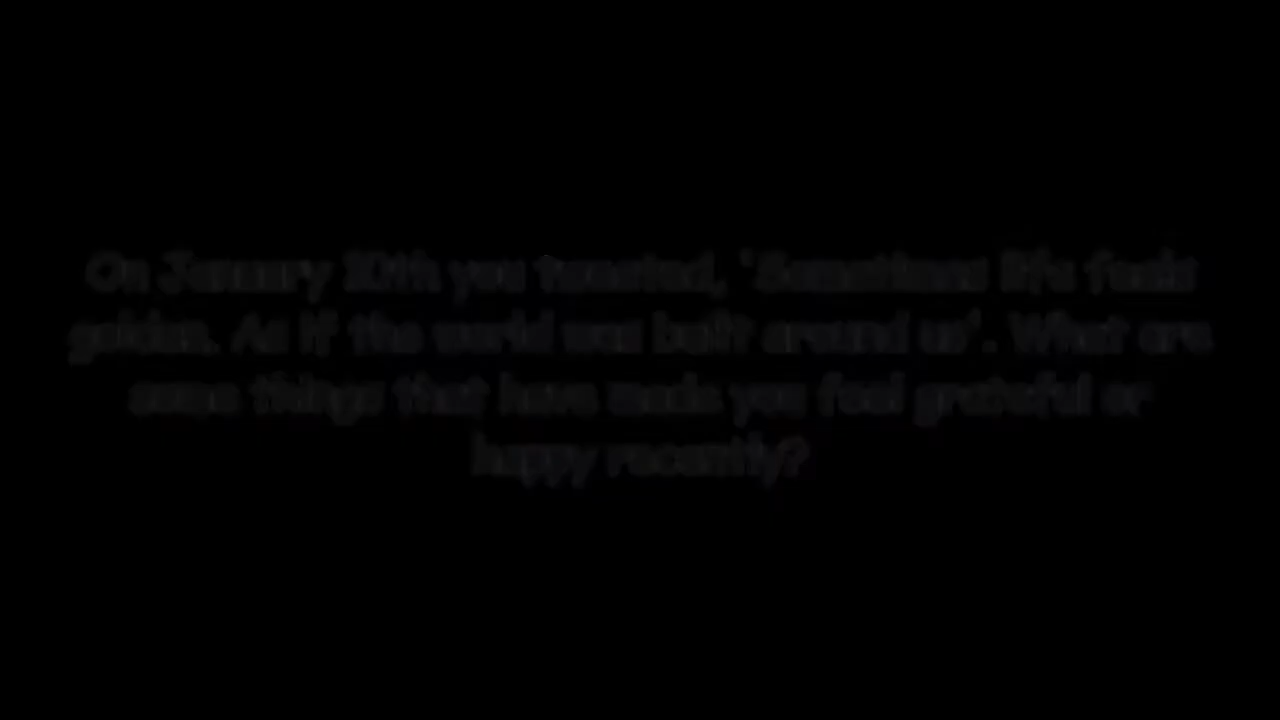 On January 10th you tweeted, 'Sometimes life feels
golden. As if the world was built around us'. What are
some things that have made you feel grateful or
happy recently?